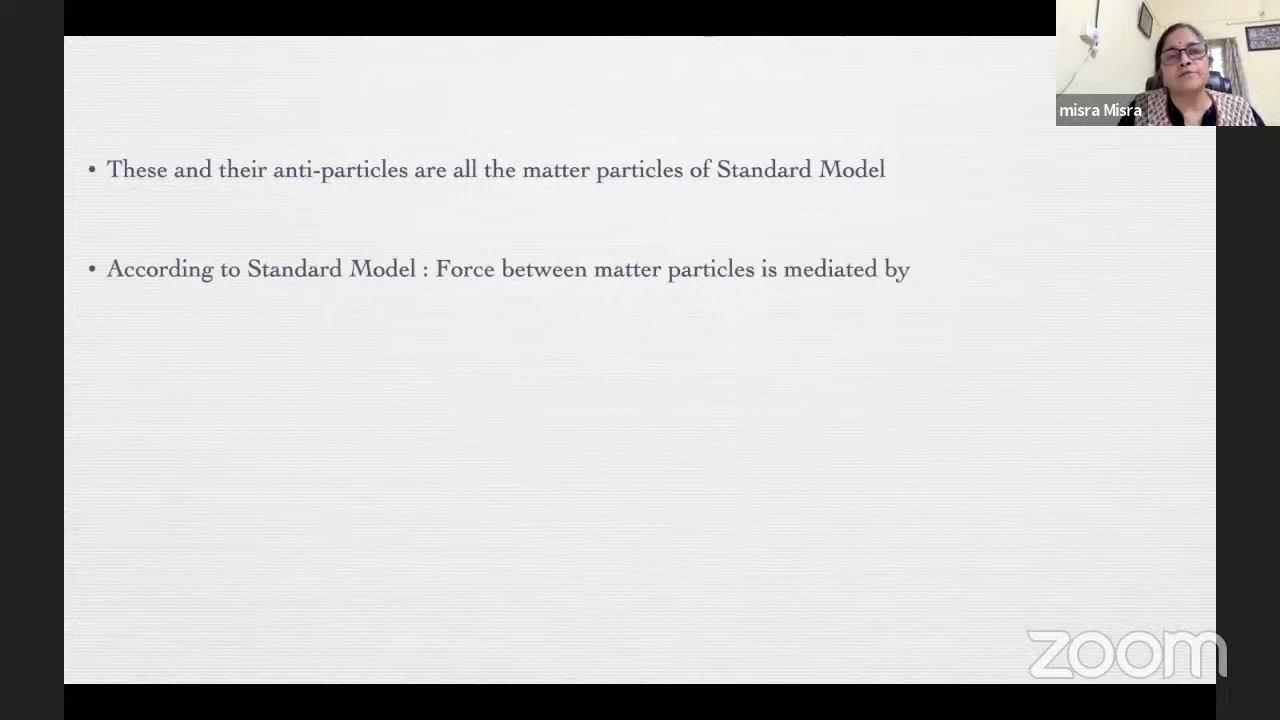 misra Misra
• These and their anti-particles are all the matter particles of Standard Model
• According to Standard Model : Force between matter particles is mediated by
zoom